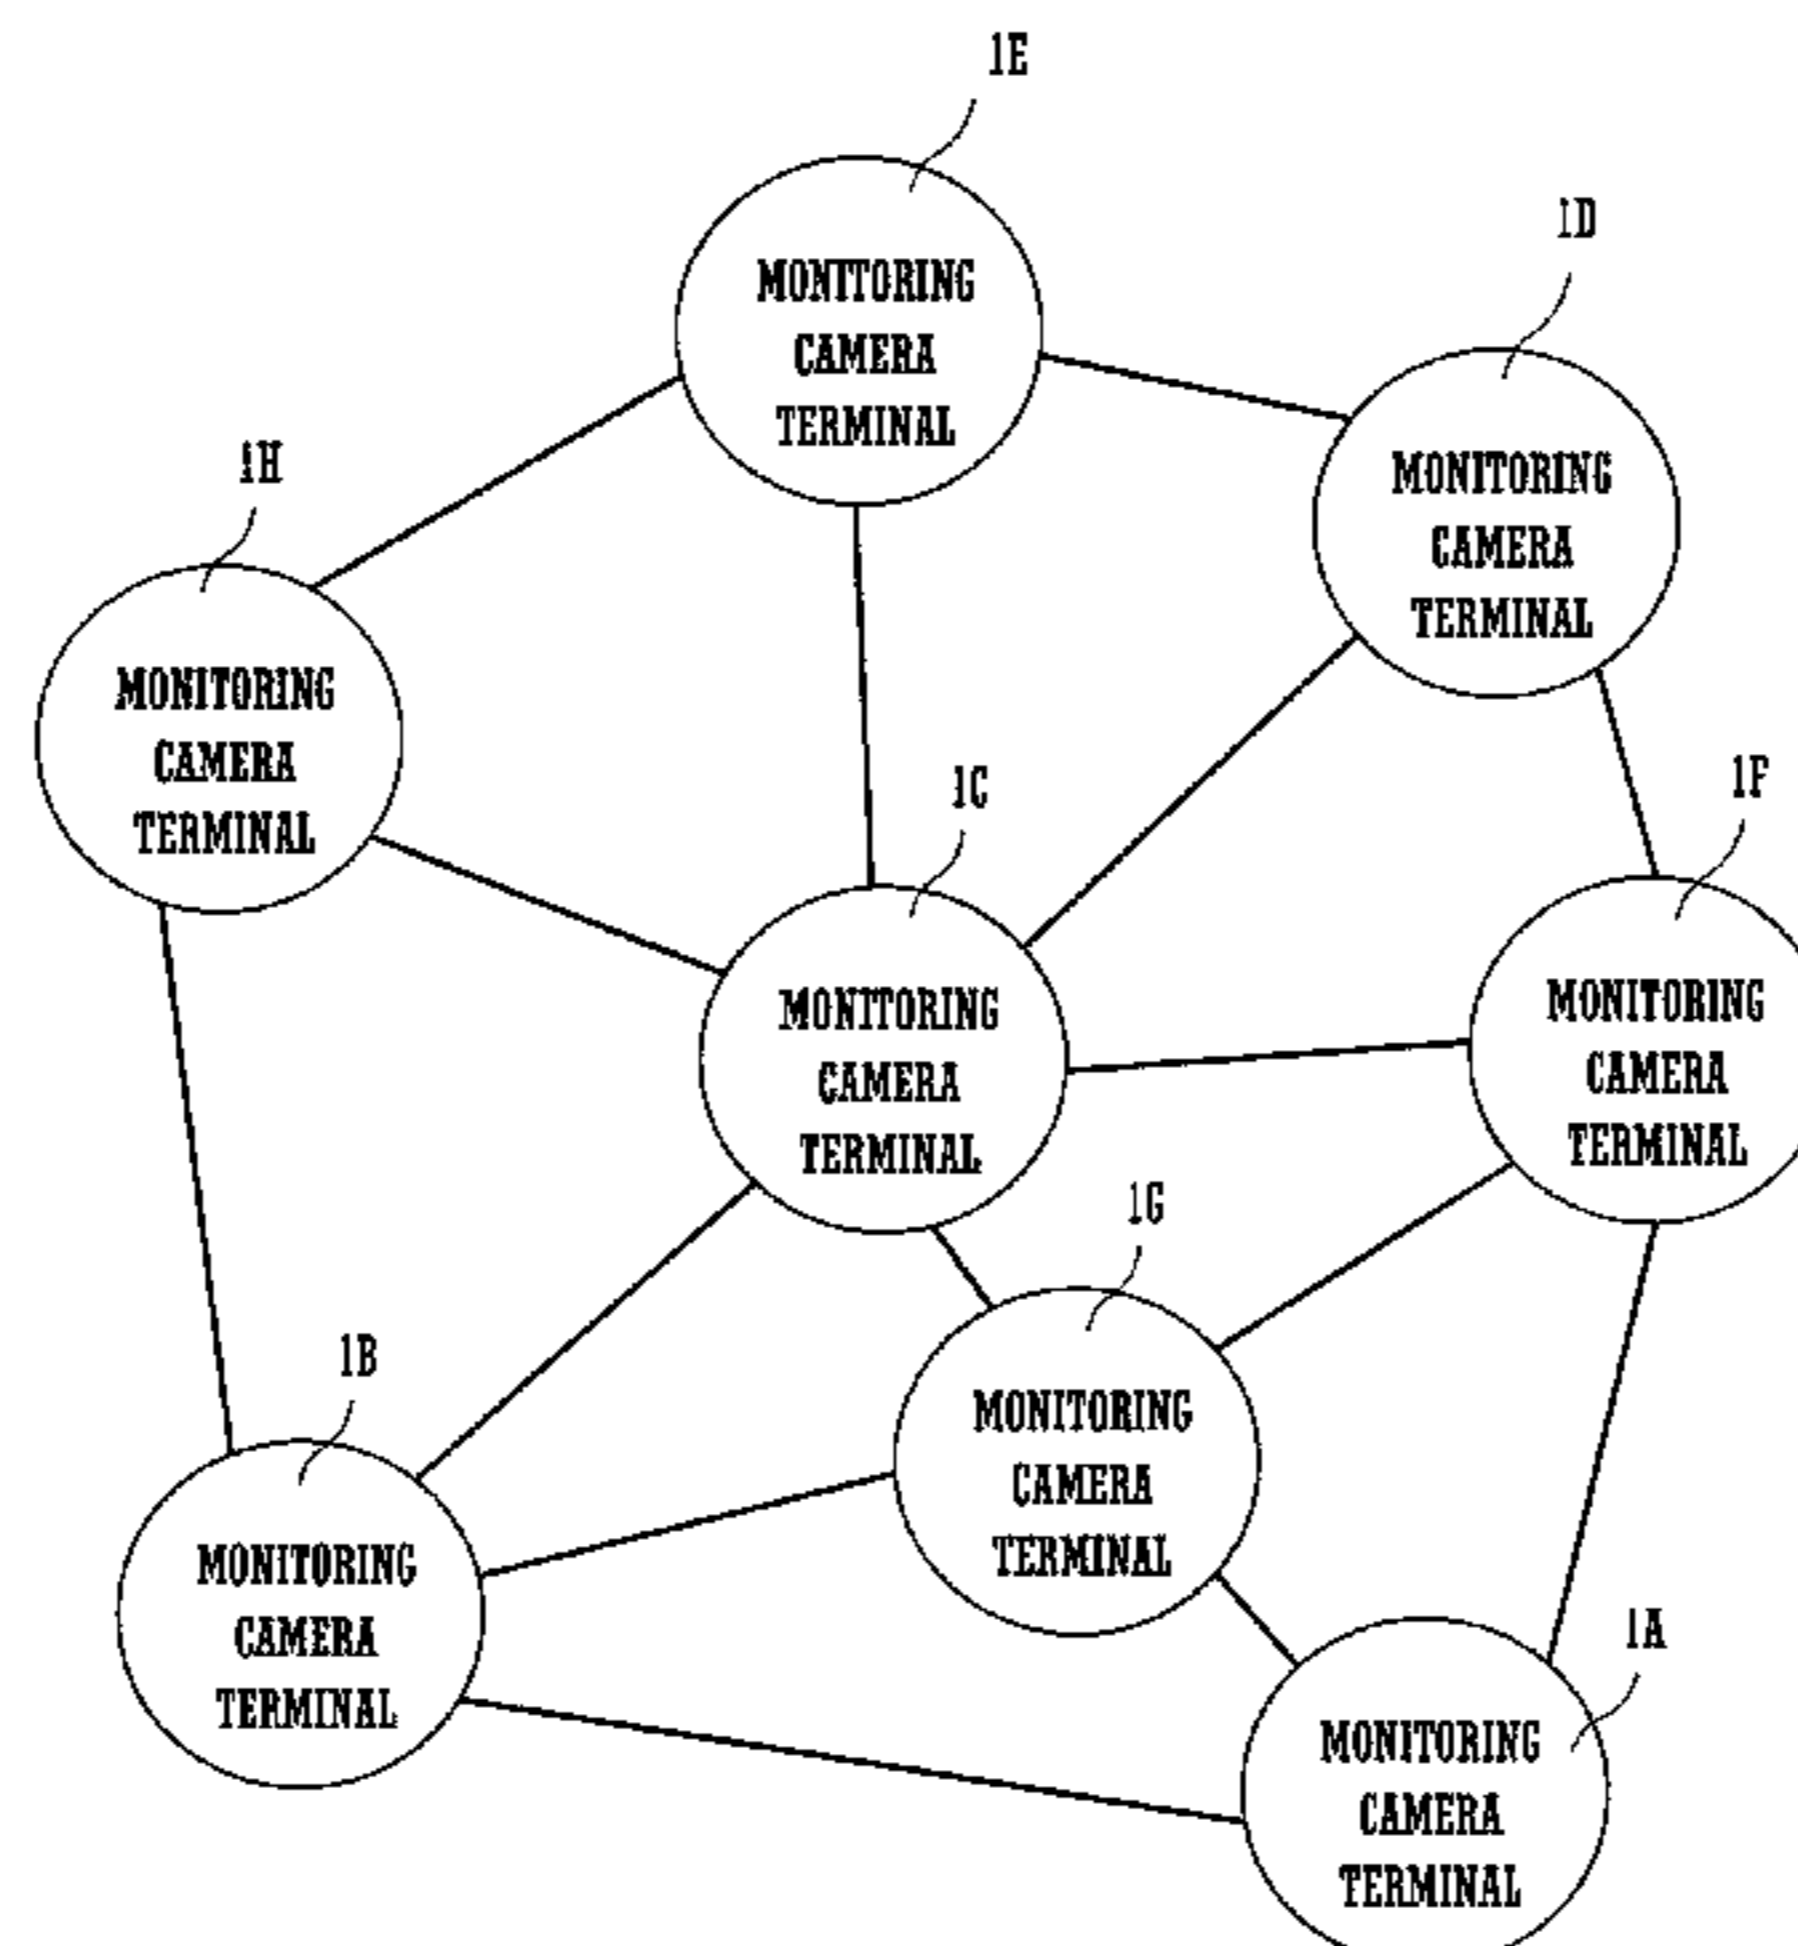 1E
MONITORING
CAMERA
TERMINAL
1D
MONITORING
CAMERA
TERMINAL
1H
MONITORING
CAMERA
TERMINAL
1C
MONITORING
CAMERA
TERMINAL
1F
MONITORING
CAMERA
TERMINAL
1G
MONITORING
CAMERA
TERMINAL
1B
MONITORING
CAMERA
TERMINAL
1A
MONITORING
CAMERA
TERMINAL